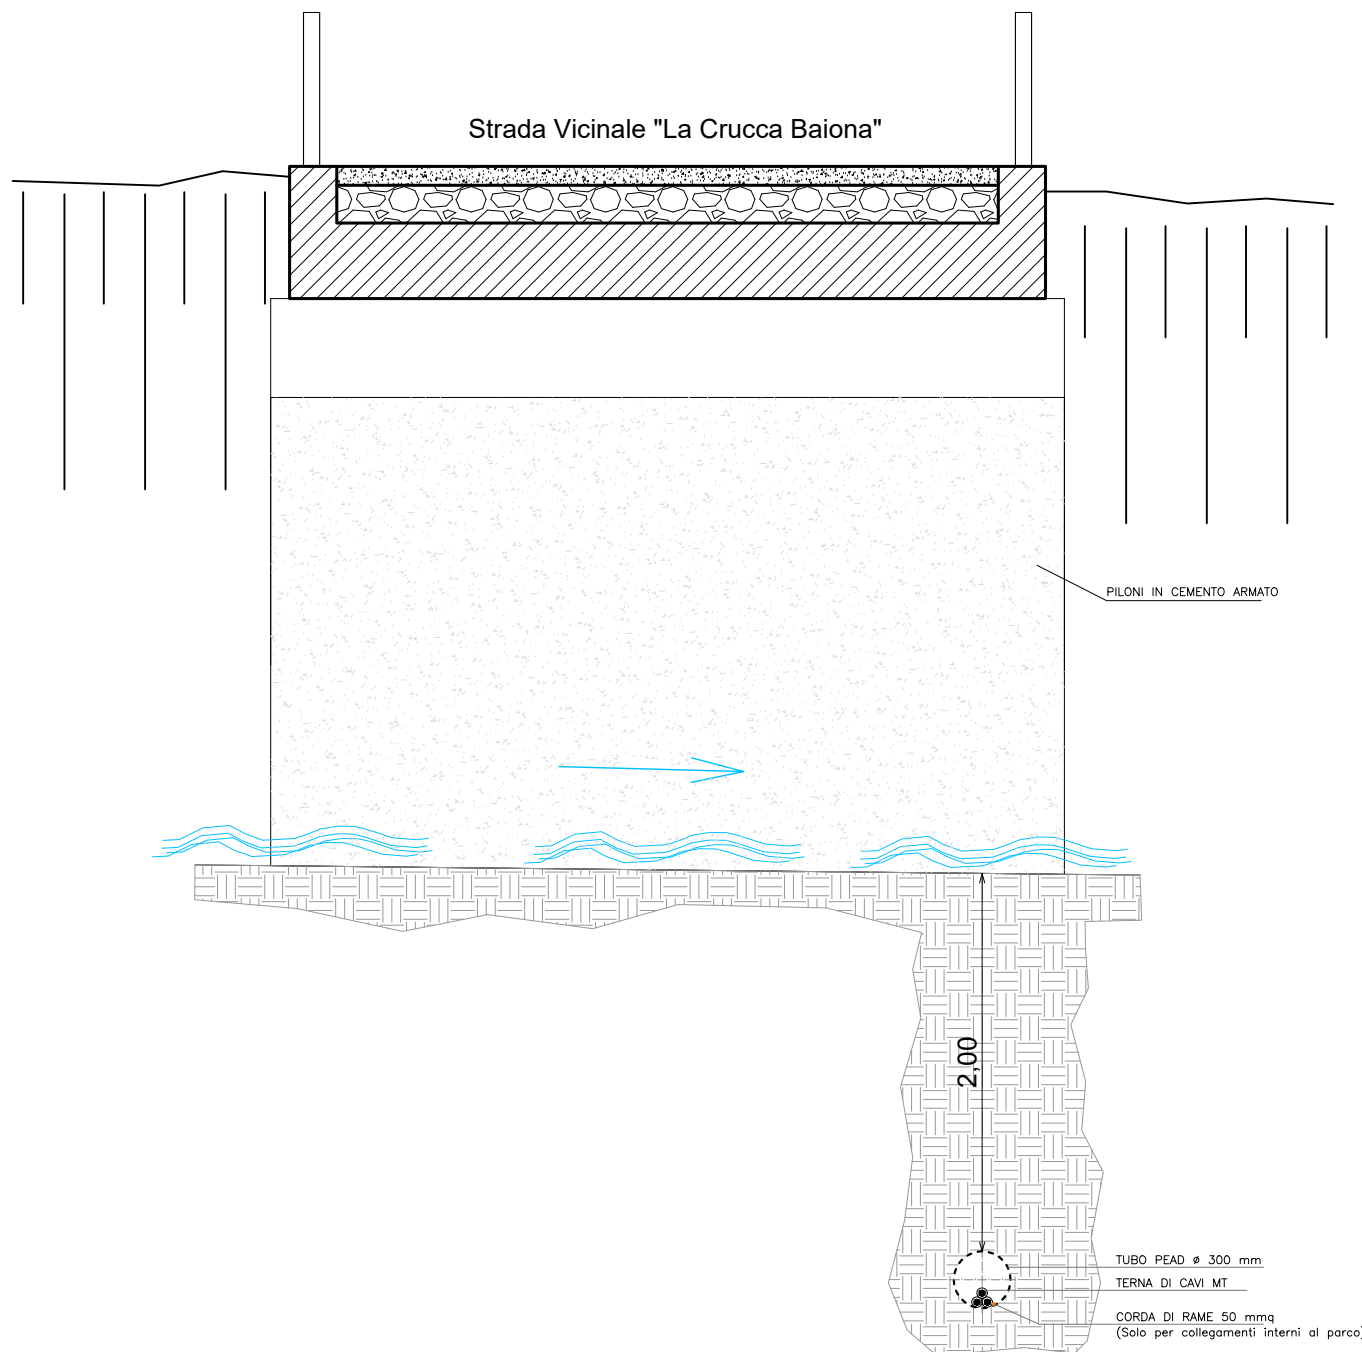 Strada Vicinale "La Crucca Baiona"
PILONI IN CEMENTO ARMATO
2,00
TUBO PEAD ø 300 mm
TERNA DI CAVI MT
CORDA DI RAME 50 mmq
(Solo per collegamenti interni al parco)